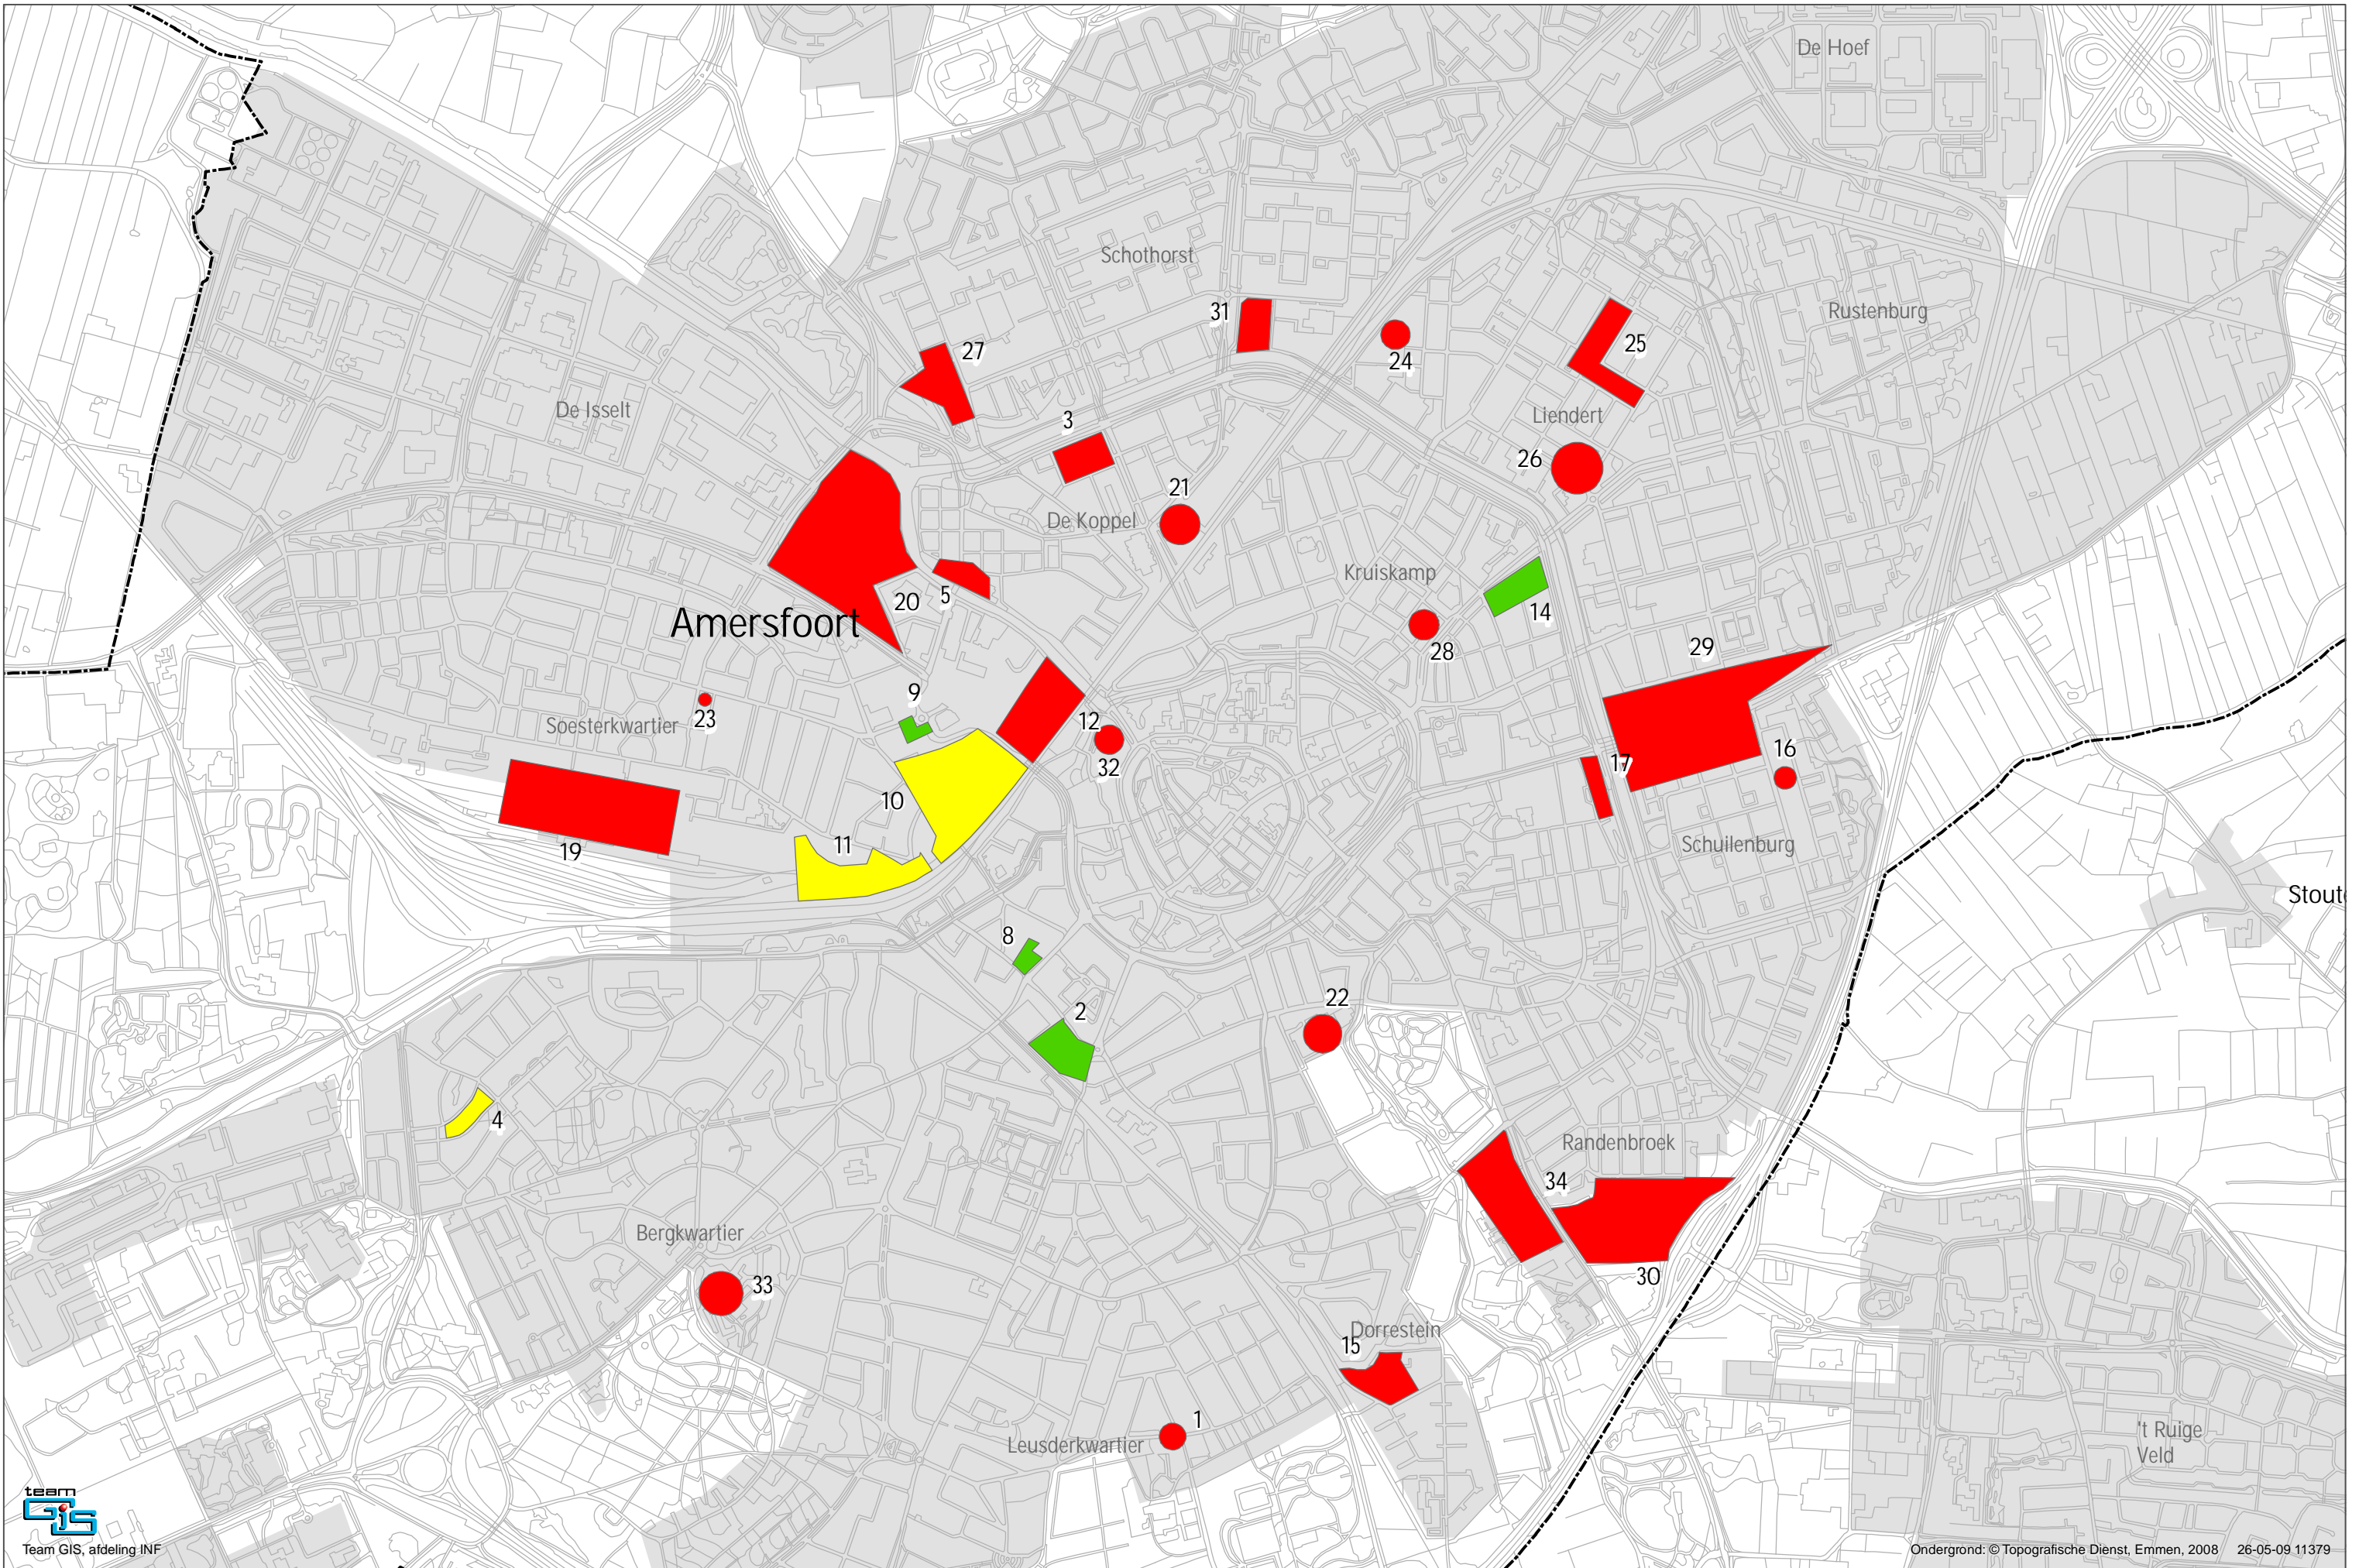 De Hoef
Schothorst
31
Rustenburg
27
24
25
De Isselt
3
Liendert
26
21
De Koppel
Kruiskamp
20
5
14
Amersfoort
28
29
9
23
12
Soesterkwartier
32
17
16
10
11
19
Schuilenburg
Stout
8
2
22
4
Randenbroek
34
Bergkwartier
33
30
Dorrestein
15
1
Leusderkwartier
't Ruige
Veld
team
GIS
Team GIS, afdeling INF
Ondergrond: © Topografische Dienst, Emmen, 2008 26-05-09 11379